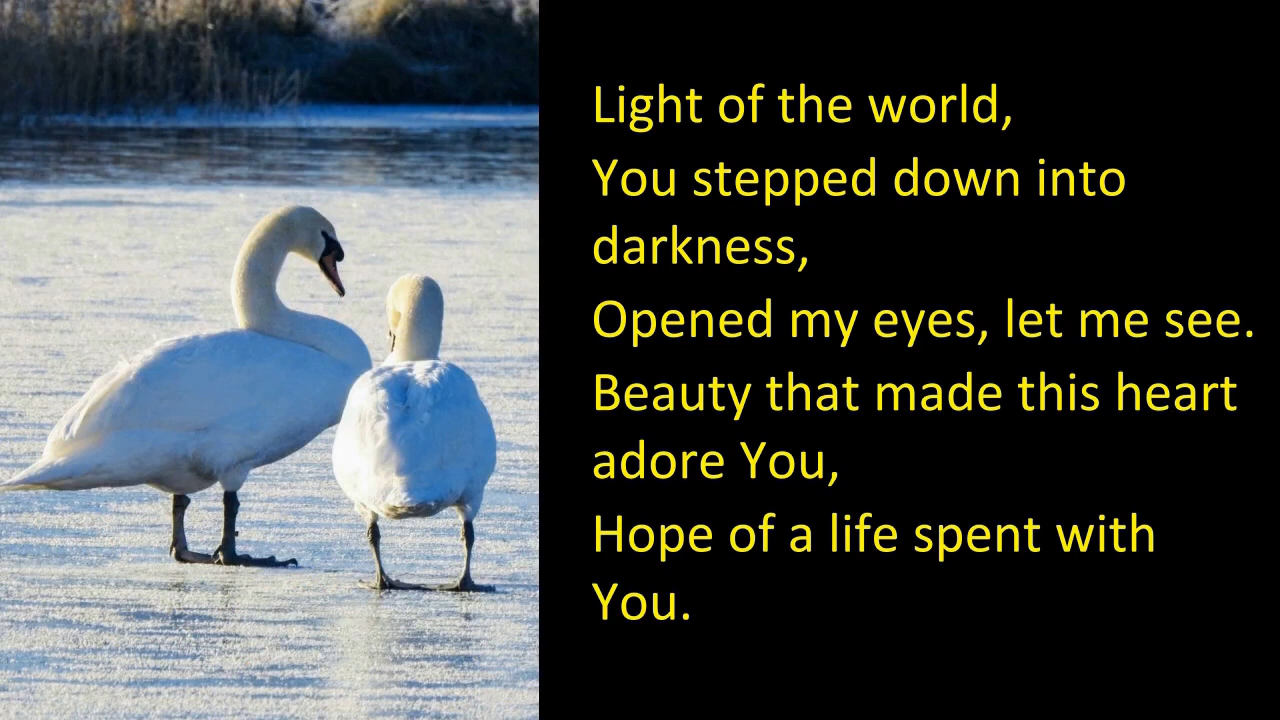 Light of the world,
You stepped down into
darkness,
Opened my eyes, let me see.
Beauty that made this heart
adore You,
Hope of a life spent with
You.